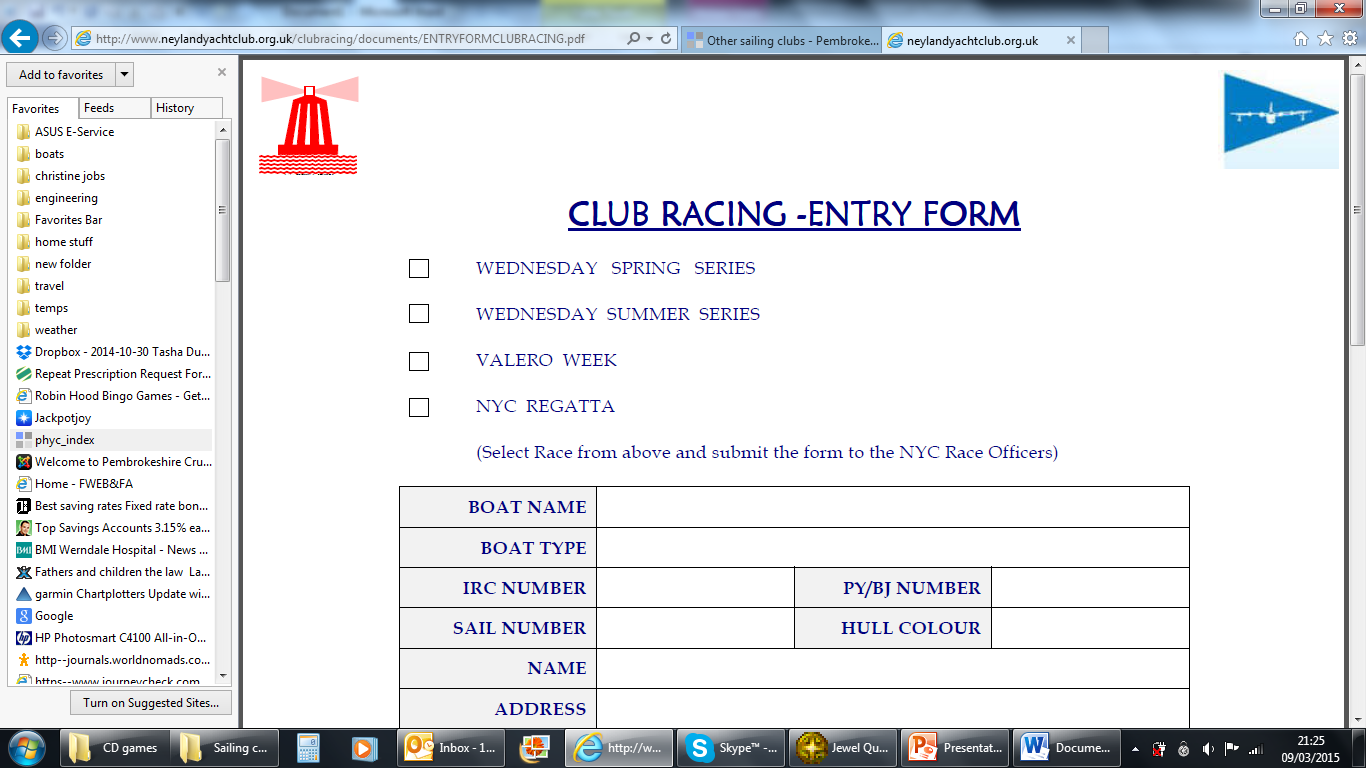 http://www.neylandyachtclub.org.uk/clubracing/documents/ENTRYFORMCLUBRACING.pdf
Other sailing clubs - Pembroke...
neylandyachtclub.org.uk
Add to favorites
Favorites
Feeds
History
ASUS E-Service
boats
christine jobs
engineering
Favorites Bar
home stuff
new folder
travel
temps
weather
Dropbox - 2014-10-30 Tasha Du...
Repeat Prescription Request For...
Robin Hood Bingo Games - Get...
Jackpotjoy
phyc_index
Welcome to Pembrokeshire Cru...
Home - FWEB&FA
Best saving rates Fixed rate bon...
Top Savings Accounts 3.15% ea...
BMI Werndale Hospital - News ...
Fathers and children the law La...
garmin Chartplotters Update wi...
Google
HP Photosmart C4100 All-in-O...
http--journals.worldnomads.co...
https--www.journeycheck.com
Turn on Suggested Sites...
CLUB RACING -ENTRY FORM
WEDNESDAY SPRING SERIES
WEDNESDAY SUMMER SERIES
VALERO WEEK
NYC REGATTA
(Select Race from above and submit the form to the NYC Race Officers)
BOAT NAME
BOAT TYPE
IRC NUMBER
PY/BJ NUMBER
SAIL NUMBER
HULL COLOUR
NAME
ADDRESS
CD games
Sailing c...
Inbox - 1...
http://w...
Skype™ -...
Jewel Qu...
Presentat...
Docume...
21:25
09/03/2015